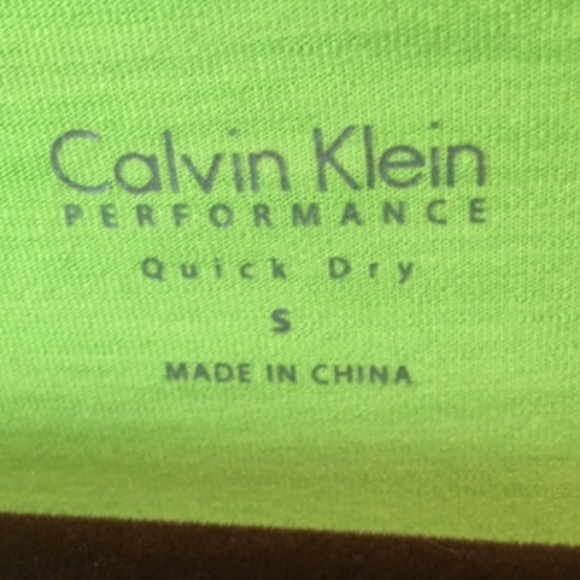 Calvin Klein
PERFORMANCE
Quick Dry
S
MADE IN CHINA